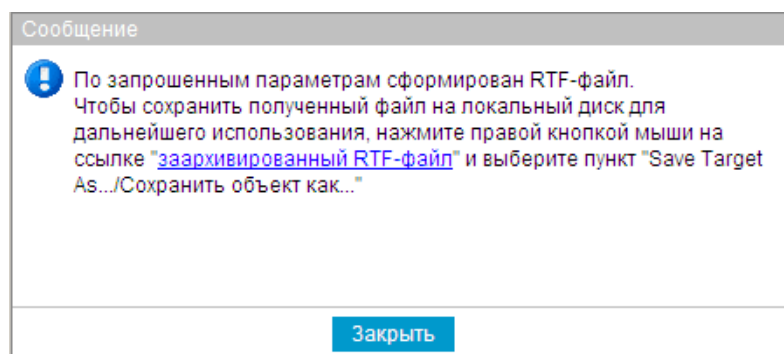 Сообщение
По запрошенным параметрам сформирован RTF-файл.
Чтобы сохранить полученный файл на локальный диск для
дальнейшего использования, нажмите правой кнопкой мыши на
ссылке "заархивированный RTF-файл" и выберите пункт "Save Target
As.../Сохранить объект как..."
Закрыть